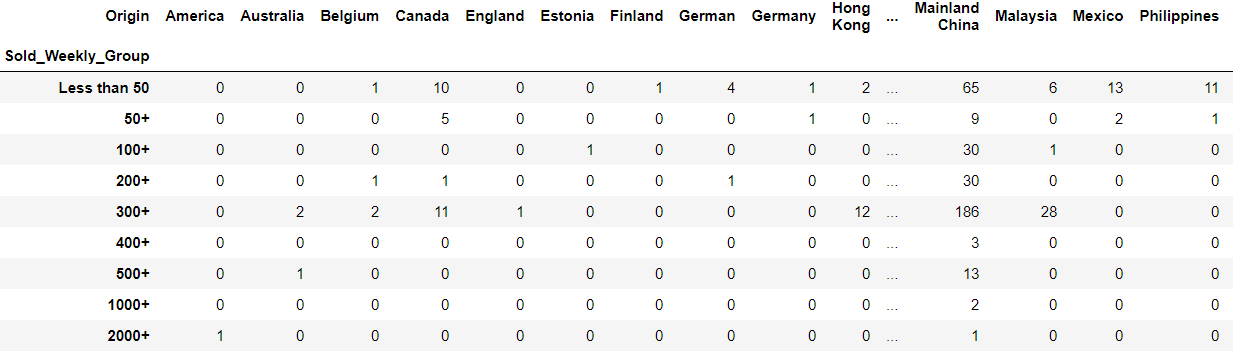 Origin America Australia Belgium Canada England Estonia Finland German Germany Hong Kong ... Mainland China Malaysia Mexico Philippines
Sold_Weekly_Group
Less than 50 0 0 1 10 0 0 1 4 1 2 ... 65 6 13 11
50+ 0 0 0 5 0 0 0 0 1 0 ... 9 0 2 1
100+ 0 0 0 0 0 1 0 0 0 0 ... 30 1 0 0
200+ 0 0 1 1 0 0 0 1 0 0 ... 30 0 0 0
300+ 0 2 2 11 1 0 0 0 0 12 ... 186 28 0 0
400+ 0 0 0 0 0 0 0 0 0 0 ... 3 0 0 0
500+ 0 1 0 0 0 0 0 0 0 0 ... 13 0 0 0
1000+ 0 0 0 0 0 0 0 0 0 0 ... 2 0 0 0
2000+ 1 0 0 0 0 0 0 0 0 0 ... 1 0 0 0